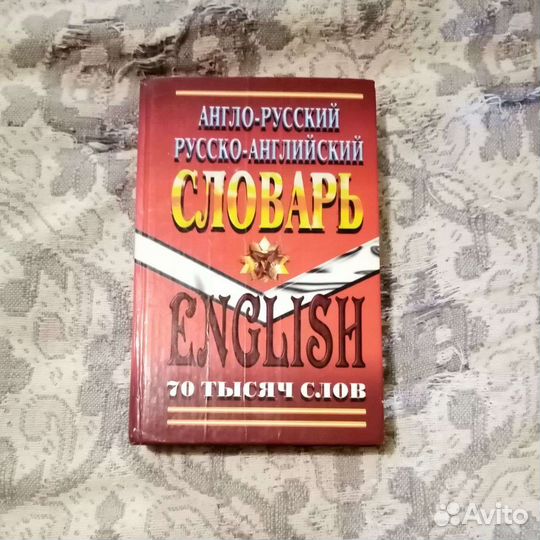 АНГЛО-РУССКИЙ
РУССКО-АНГЛИЙСКИЙ
СЛОВАРЬ
ENGLISH
70 ТЫСЯЧ СЛОВ
Avito